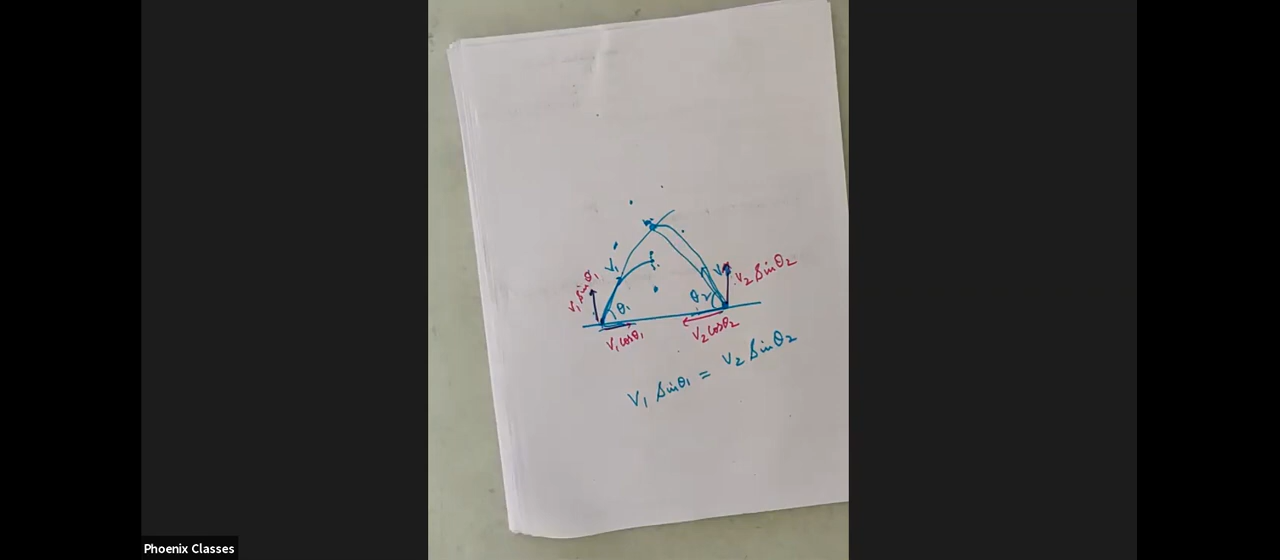 V₁
V₁ Sinθ₁
θ₁
θ₂
V₂ Sinθ₂
V₁ cosθ₁
V₂ cosθ₂
V₁ Sinθ₁ = V₂ Sinθ₂
Phoenix Classes